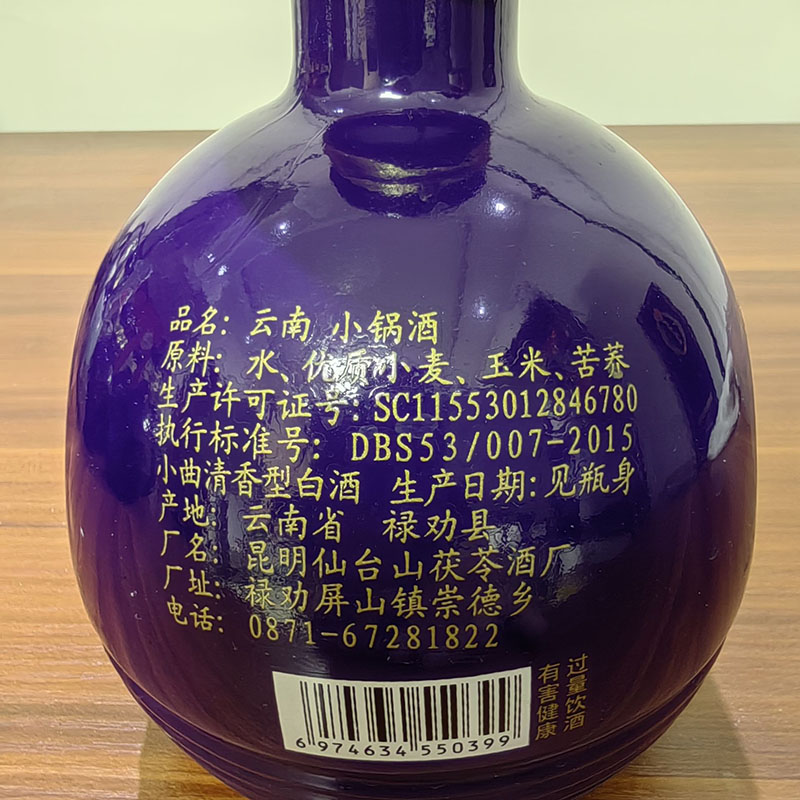 品名: 云南 小锅酒
原料: 水、优质小麦、玉米、苦荞
生产许可证号: SC11553012846780
执行标准号: DBS53/007-2015
小曲清香型白酒 生产日期: 见瓶身
产地: 云南省 禄劝县
厂名: 昆明仙台山茯苓酒厂
厂址: 禄劝屏山镇崇德乡
电话: 0871-67281822
6 974634 550399
过量饮酒
有害健康